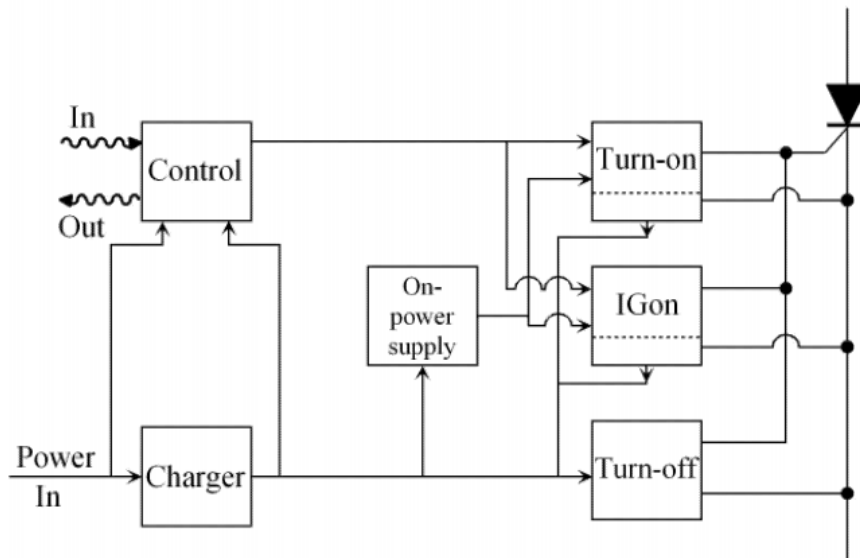 In
Control
Out
Turn-on
On-
power
supply
IGon
Power
In
Charger
Turn-off